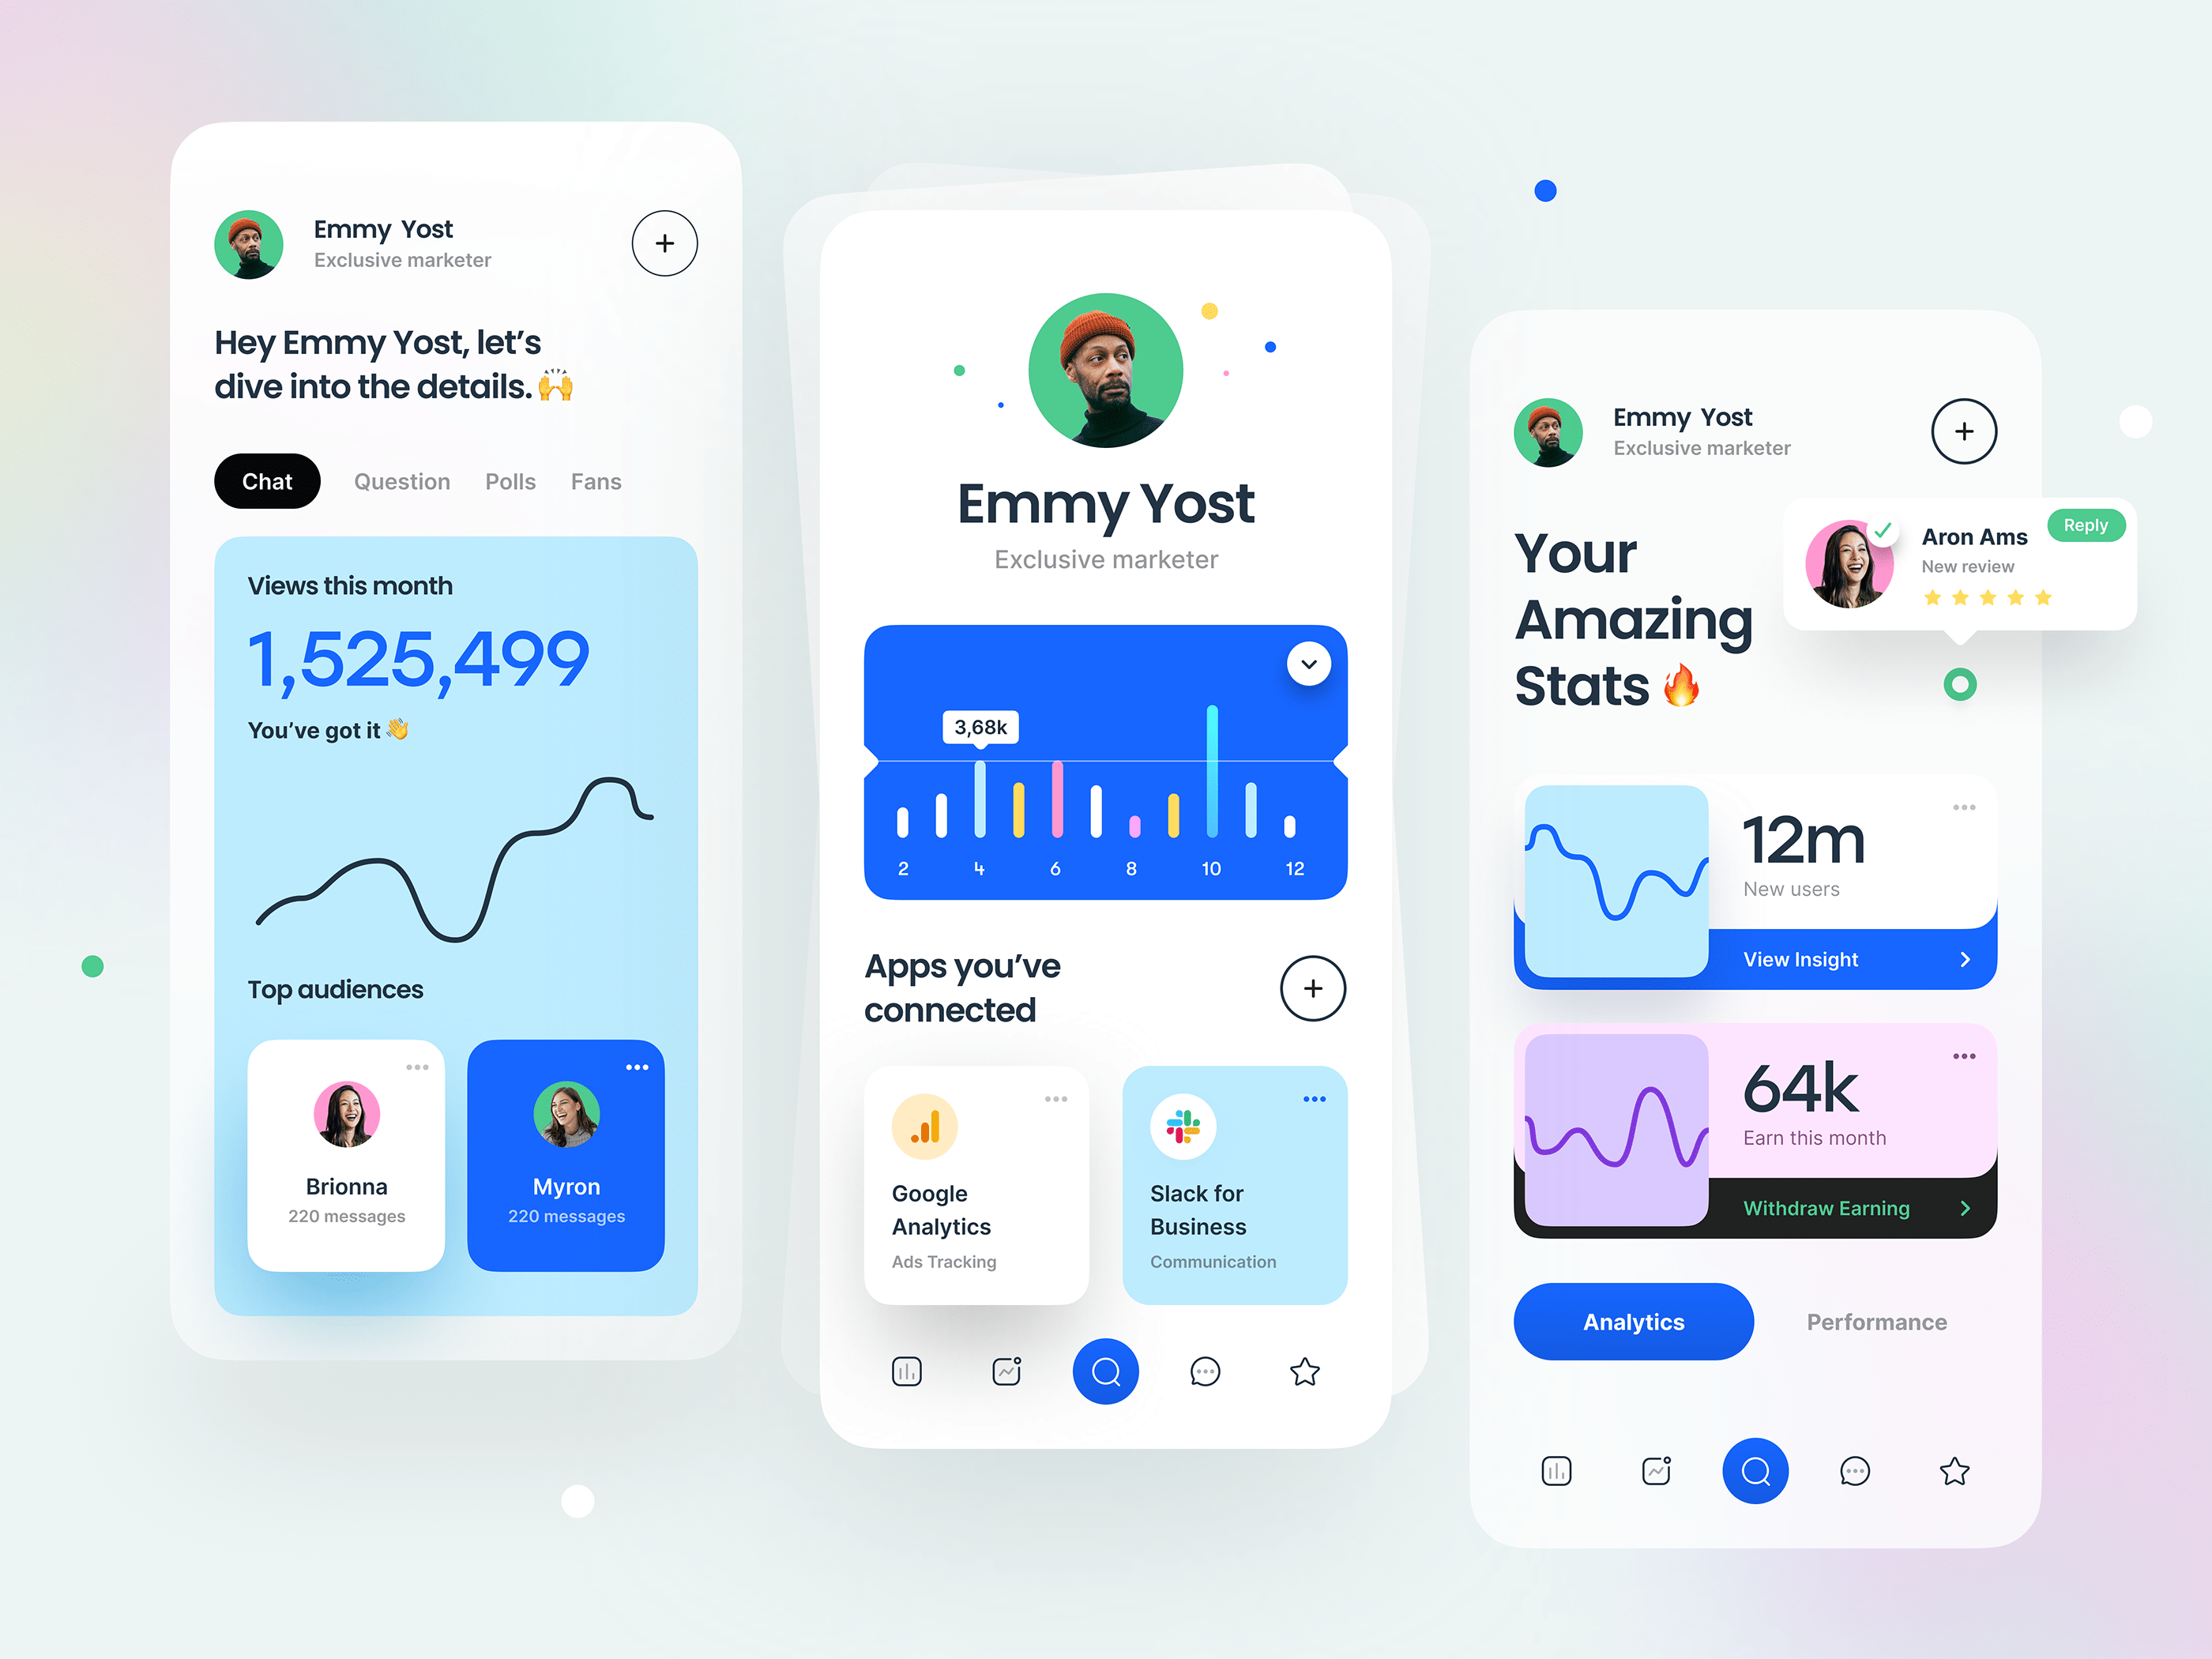 Emmy Yost
Exclusive marketer
Hey Emmy Yost, let’s
dive into the details. 🙌
Chat
Question
Polls
Fans
Views this month
1,525,499
You’ve got it 👋
Top audiences
Brionna
220 messages
Myron
220 messages
Emmy Yost
Exclusive marketer
3,68k
2 4 6 8 10 12
Apps you’ve
connected
Google
Analytics
Ads Tracking
Slack for
Business
Communication
Emmy Yost
Exclusive marketer
Aron Ams
Reply
New review
Your
Amazing
Stats 🔥
12m
New users
View Insight
64k
Earn this month
Withdraw Earning
Analytics
Performance